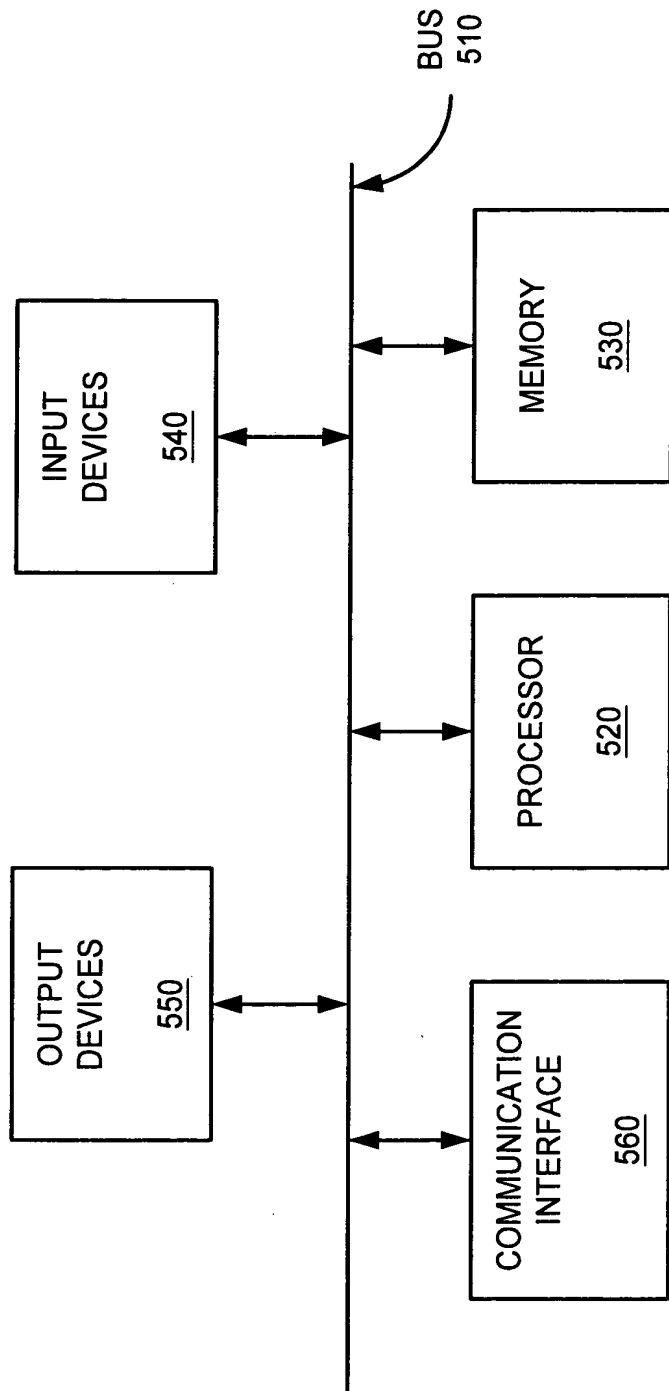 OUTPUT
DEVICES
550
INPUT
DEVICES
540
BUS
510
COMMUNICATION
INTERFACE
560
PROCESSOR
520
MEMORY
530